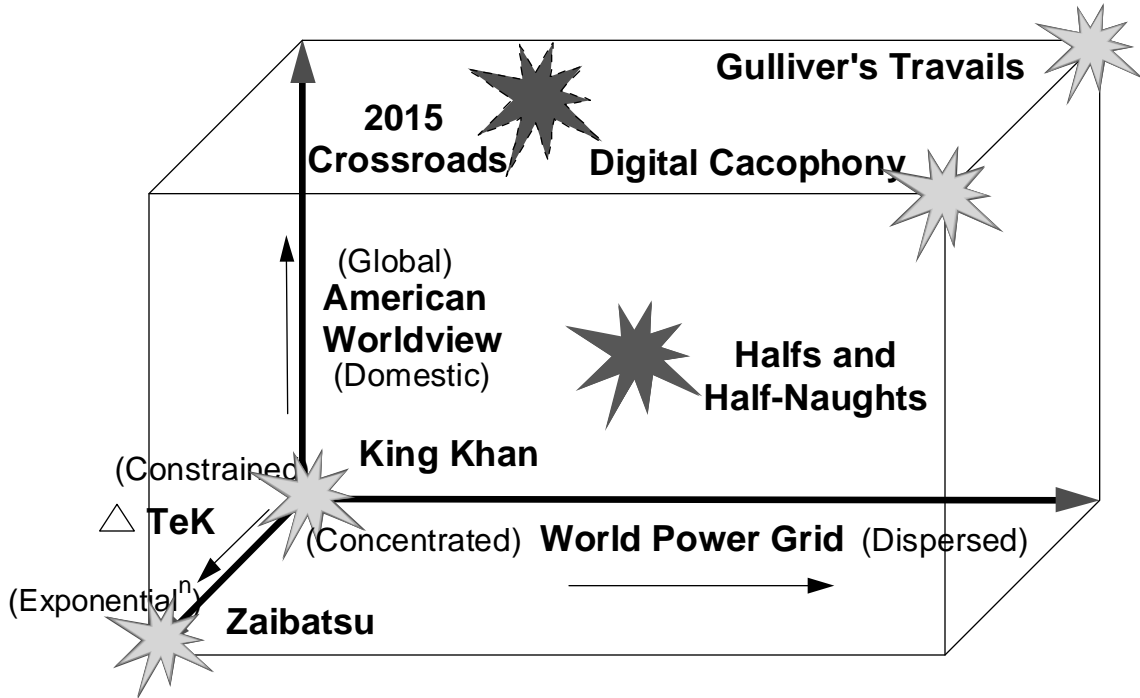 Gulliver's Travails
2015
Crossroads
Digital Cacophony
(Global)
American
Worldview
(Domestic)
Halfs and
Half-Naughts
King Khan
(Constrained)
△ TeK
(Concentrated) World Power Grid (Dispersed)
(Exponentialⁿ)
Zaibatsu